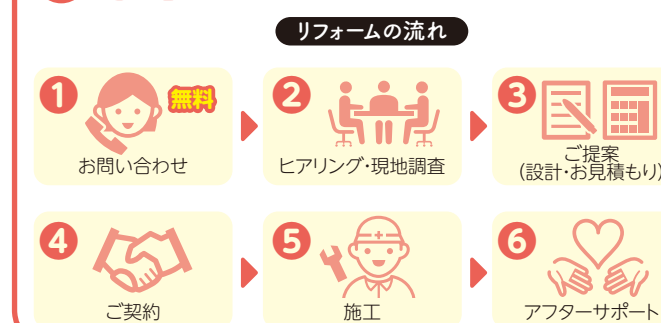 リフォームの流れ
1
無料
お問い合わせ
2
ヒアリング・現地調査
3
ご提案
(設計・お見積もり)
4
ご契約
5
施工
6
アフターサポート